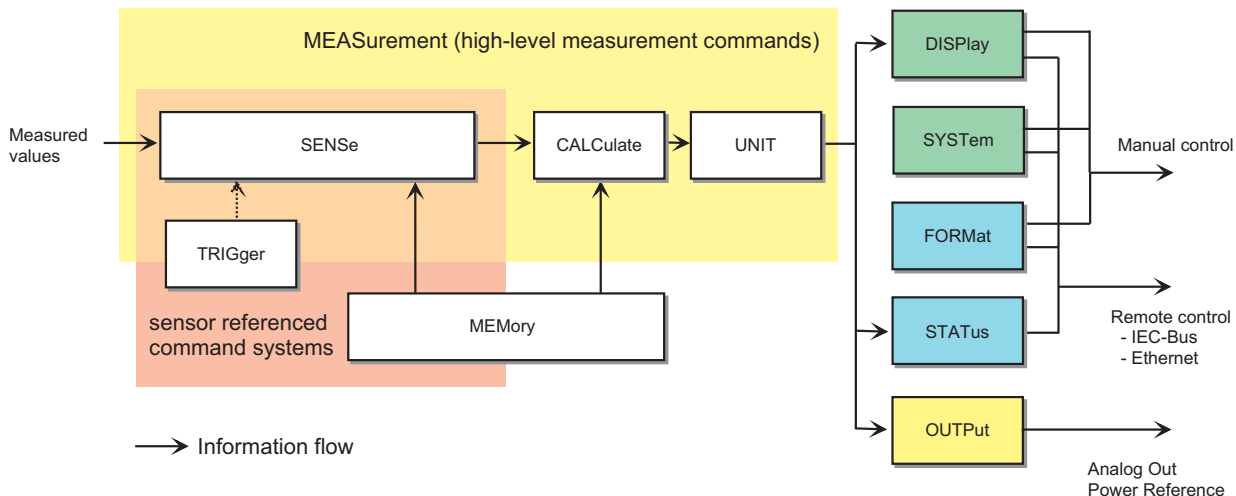 MEASurement (high-level measurement commands)
Measured
values
SENSe
CALCulate
UNIT
TRIGger
MEMory
sensor referenced
command systems
Information flow
DISPlay
SYSTem
FORMat
STATus
OUTPut
Manual control
Remote control
- IEC-Bus
- Ethernet
Analog Out
Power Reference